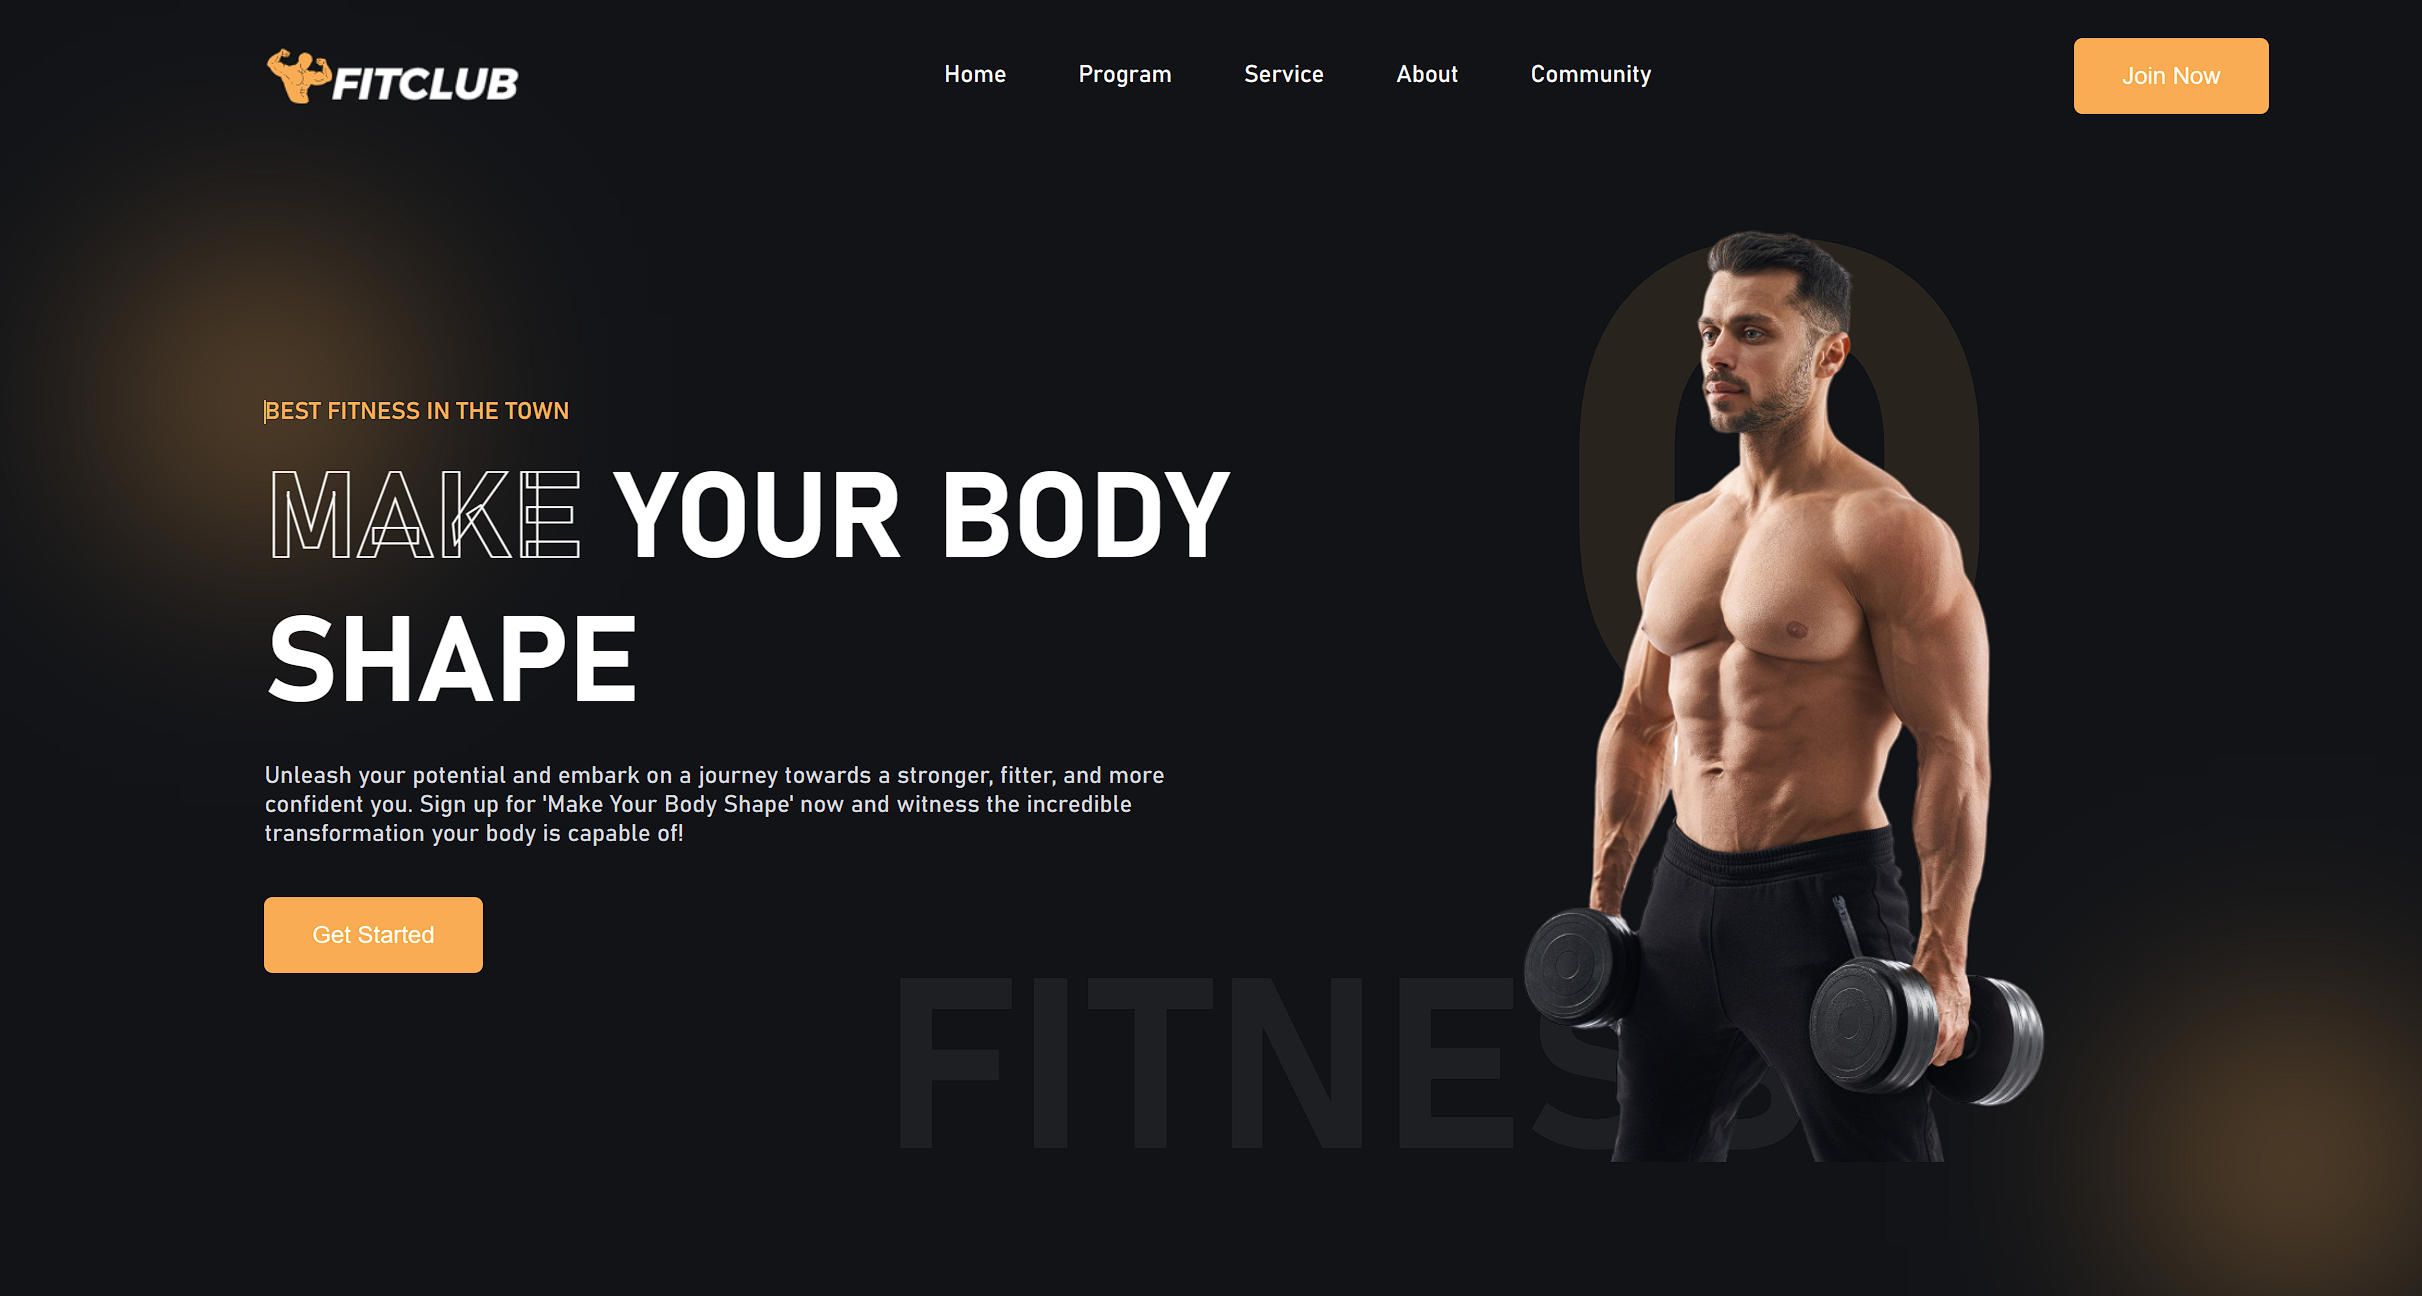 FITCLUB
Home
Program
Service
About
Community
Join Now
BEST FITNESS IN THE TOWN
MAKE YOUR BODY
SHAPE
Unleash your potential and embark on a journey towards a stronger, fitter, and more
confident you. Sign up for 'Make Your Body Shape' now and witness the incredible
transformation your body is capable of!
Get Started
FITNESS